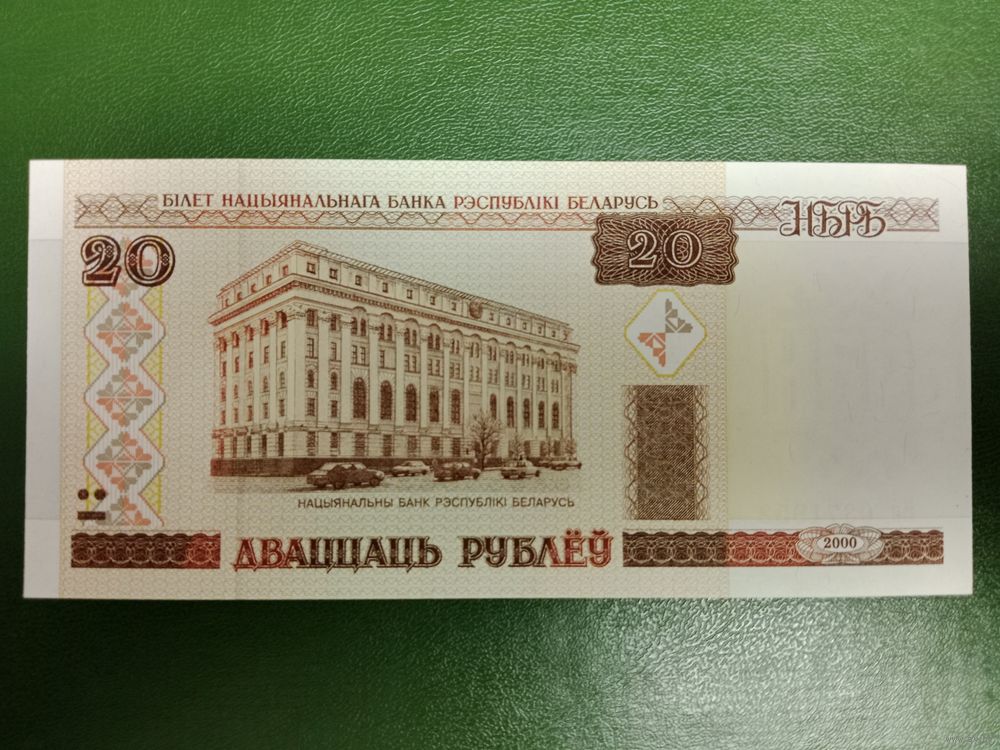 БІЛЕТ НАЦЫЯНАЛЬНАГА БАНКА РЭСПУБЛІКІ БЕЛАРУСЬ
НБРБ
20
20
НАЦЫЯНАЛЬНЫ БАНК РЭСПУБЛІКІ БЕЛАРУСЬ
ДВАЦЦАЦЬ РУБЛЁЎ
2000